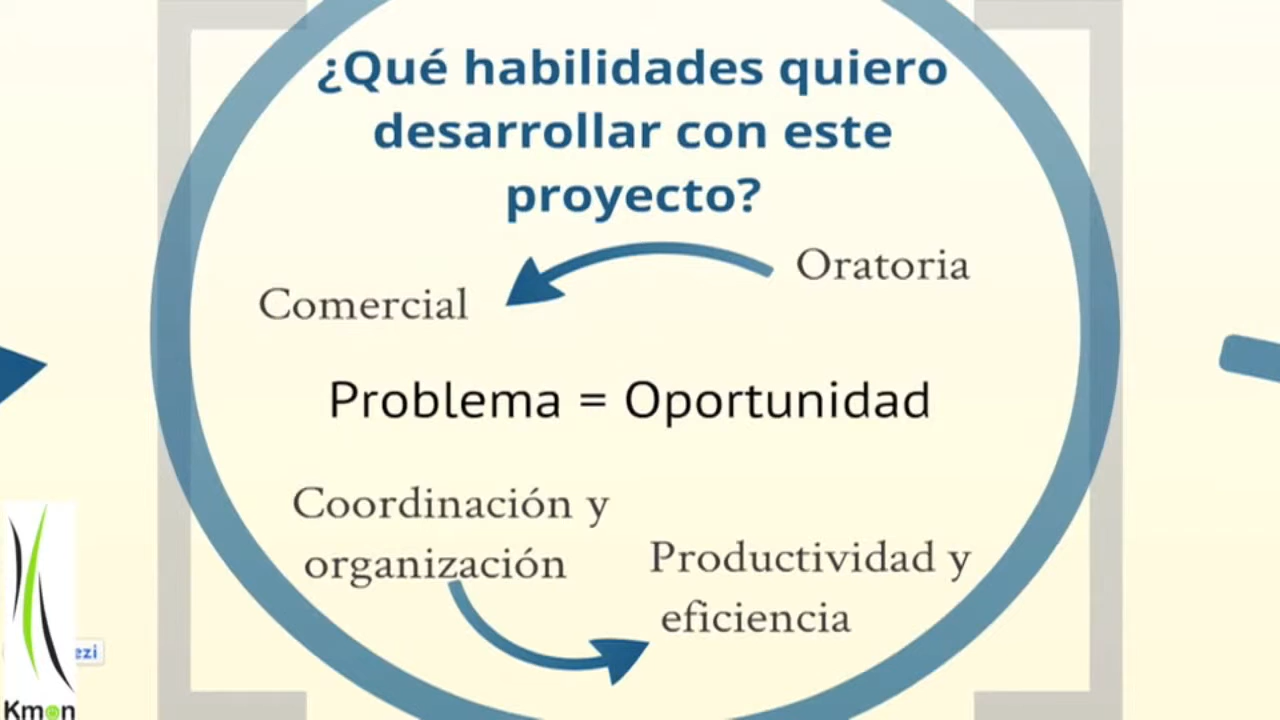 ¿Qué habilidades quiero
desarrollar con este
proyecto?
Oratoria
Comercial
Problema = Oportunidad
Coordinación y
organización
Productividad y
eficiencia
ezi
Kmon